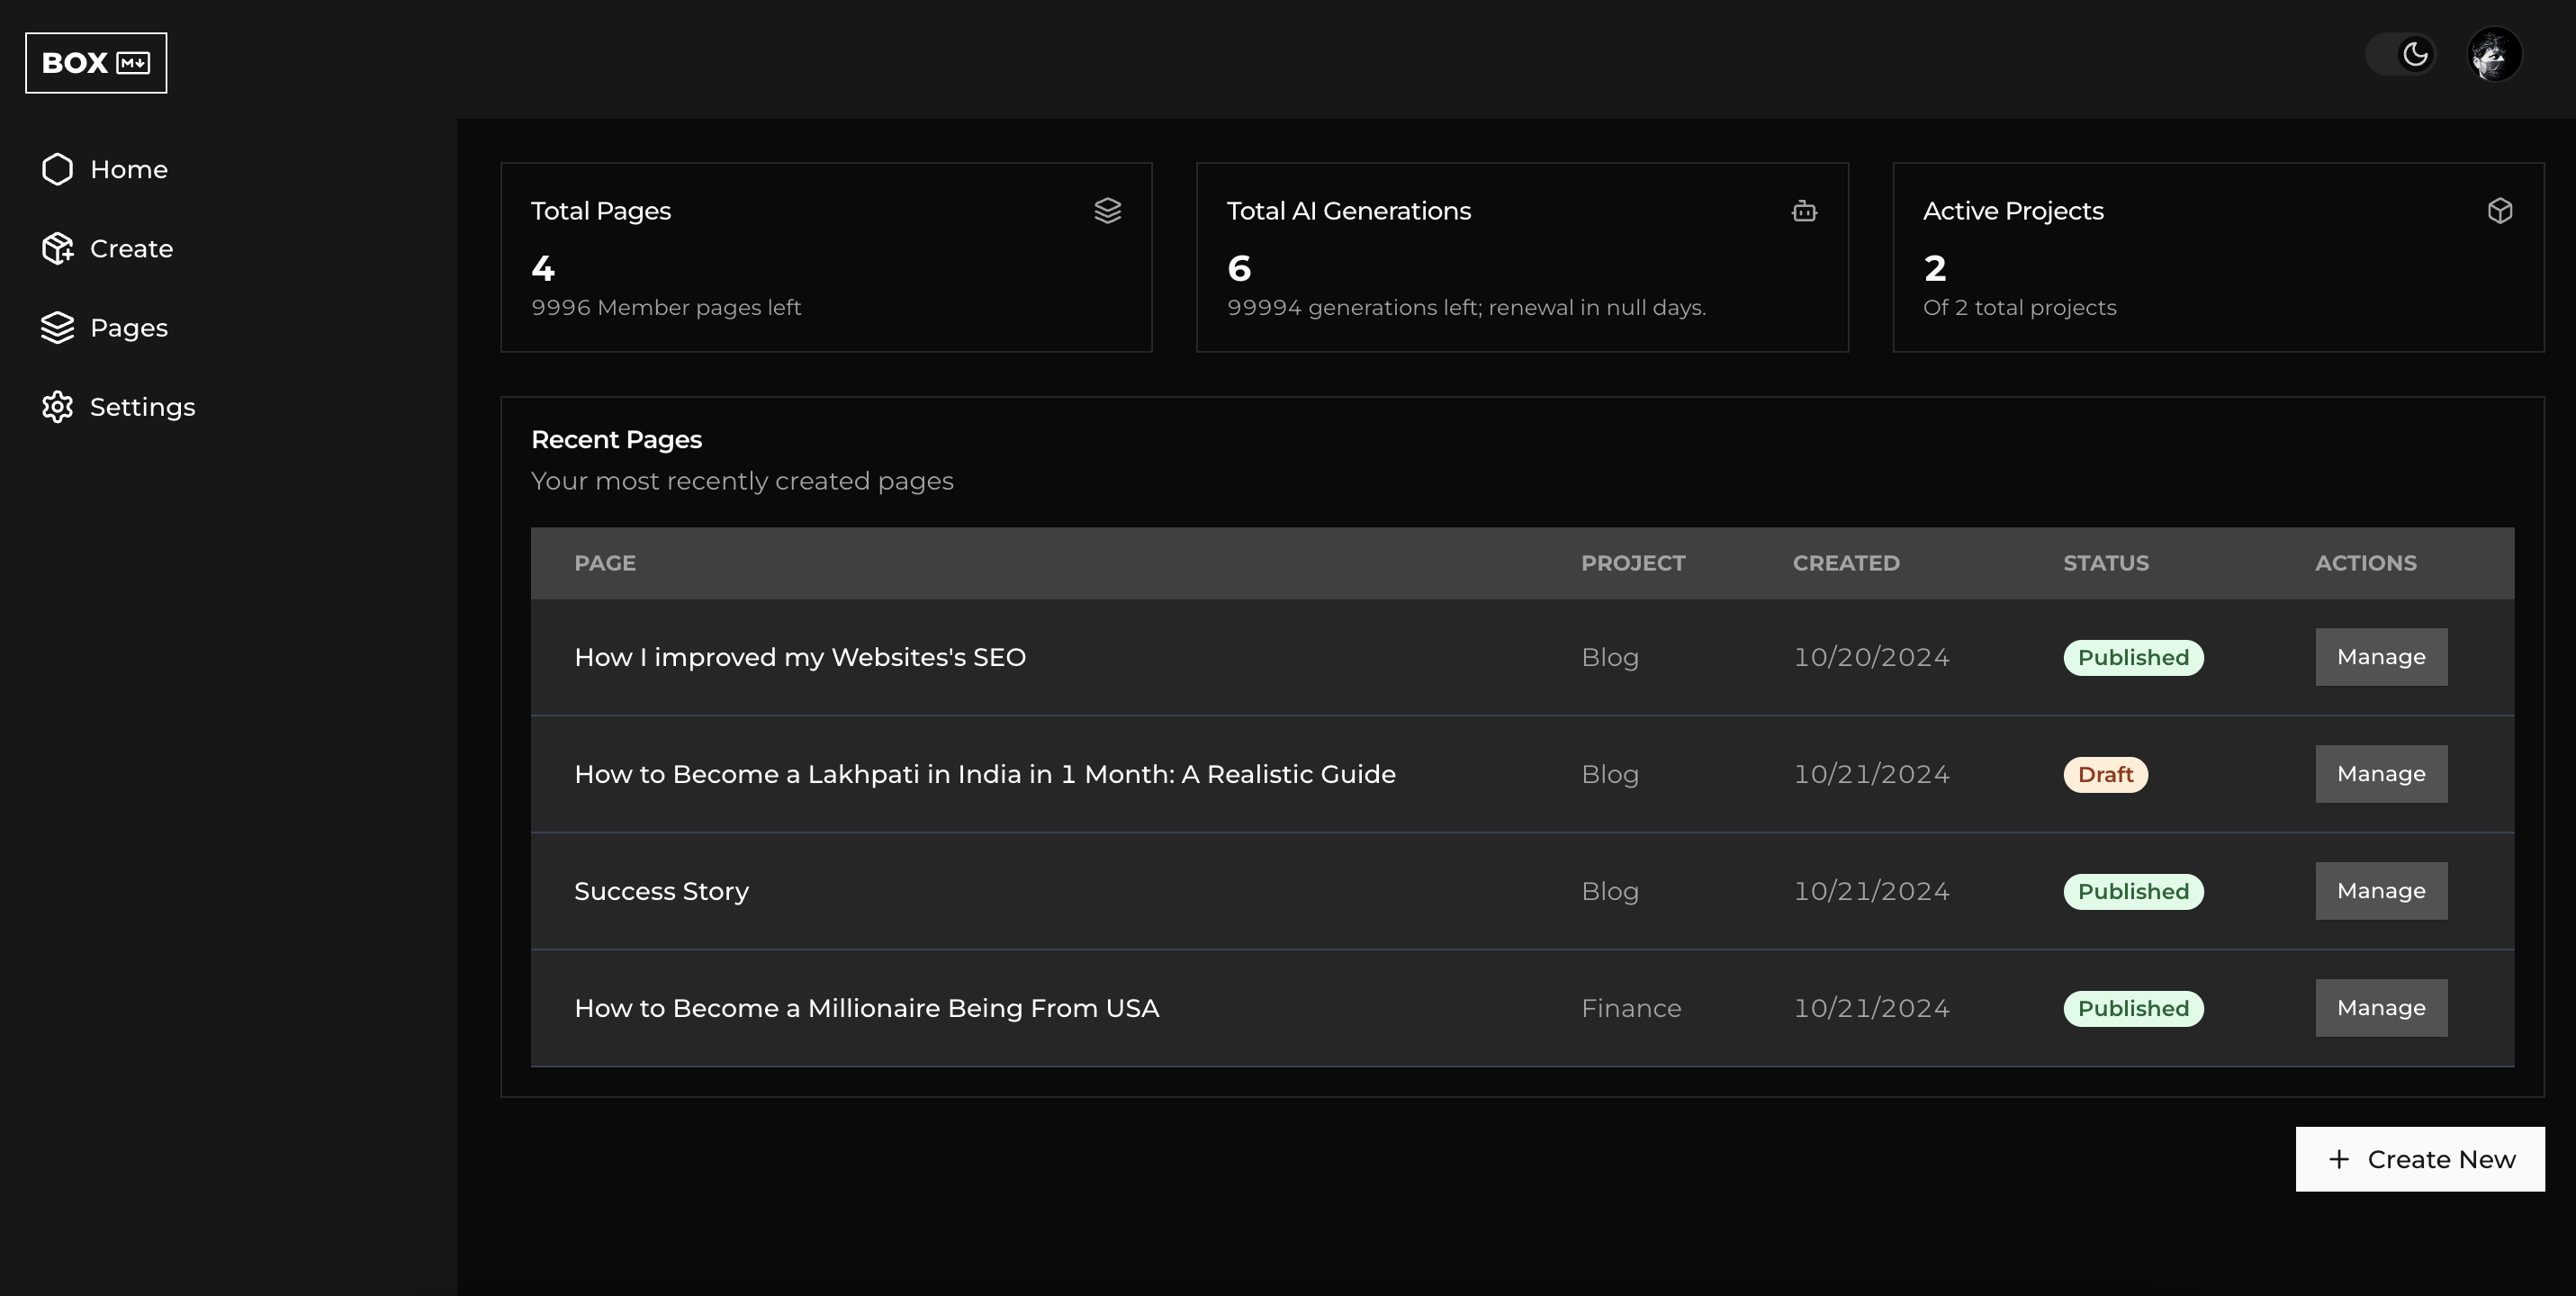 BOX M↓
Home
Create
Pages
Settings
Total Pages
4
9996 Member pages left
Total AI Generations
6
99994 generations left; renewal in null days.
Active Projects
2
Of 2 total projects
Recent Pages
Your most recently created pages
PAGE PROJECT CREATED STATUS ACTIONS
How I improved my Websites's SEO Blog 10/20/2024 Published Manage
How to Become a Lakhpati in India in 1 Month: A Realistic Guide Blog 10/21/2024 Draft Manage
Success Story Blog 10/21/2024 Published Manage
How to Become a Millionaire Being From USA Finance 10/21/2024 Published Manage
+ Create New